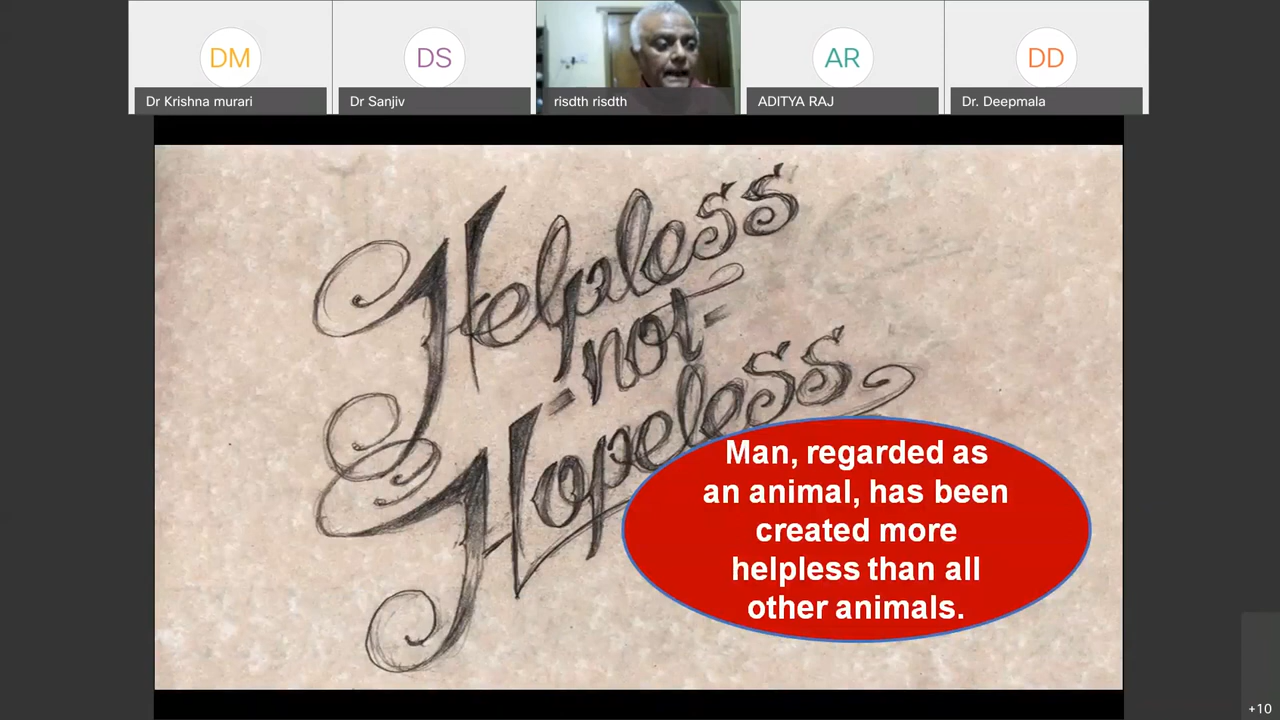 DM
DS
AR
DD
Dr Krishna murari
Dr Sanjiv
risdth risdth
ADITYA RAJ
Dr. Deepmala
Helpless
-not-
Hopeless
Man, regarded as
an animal, has been
created more
helpless than all
other animals.
+10